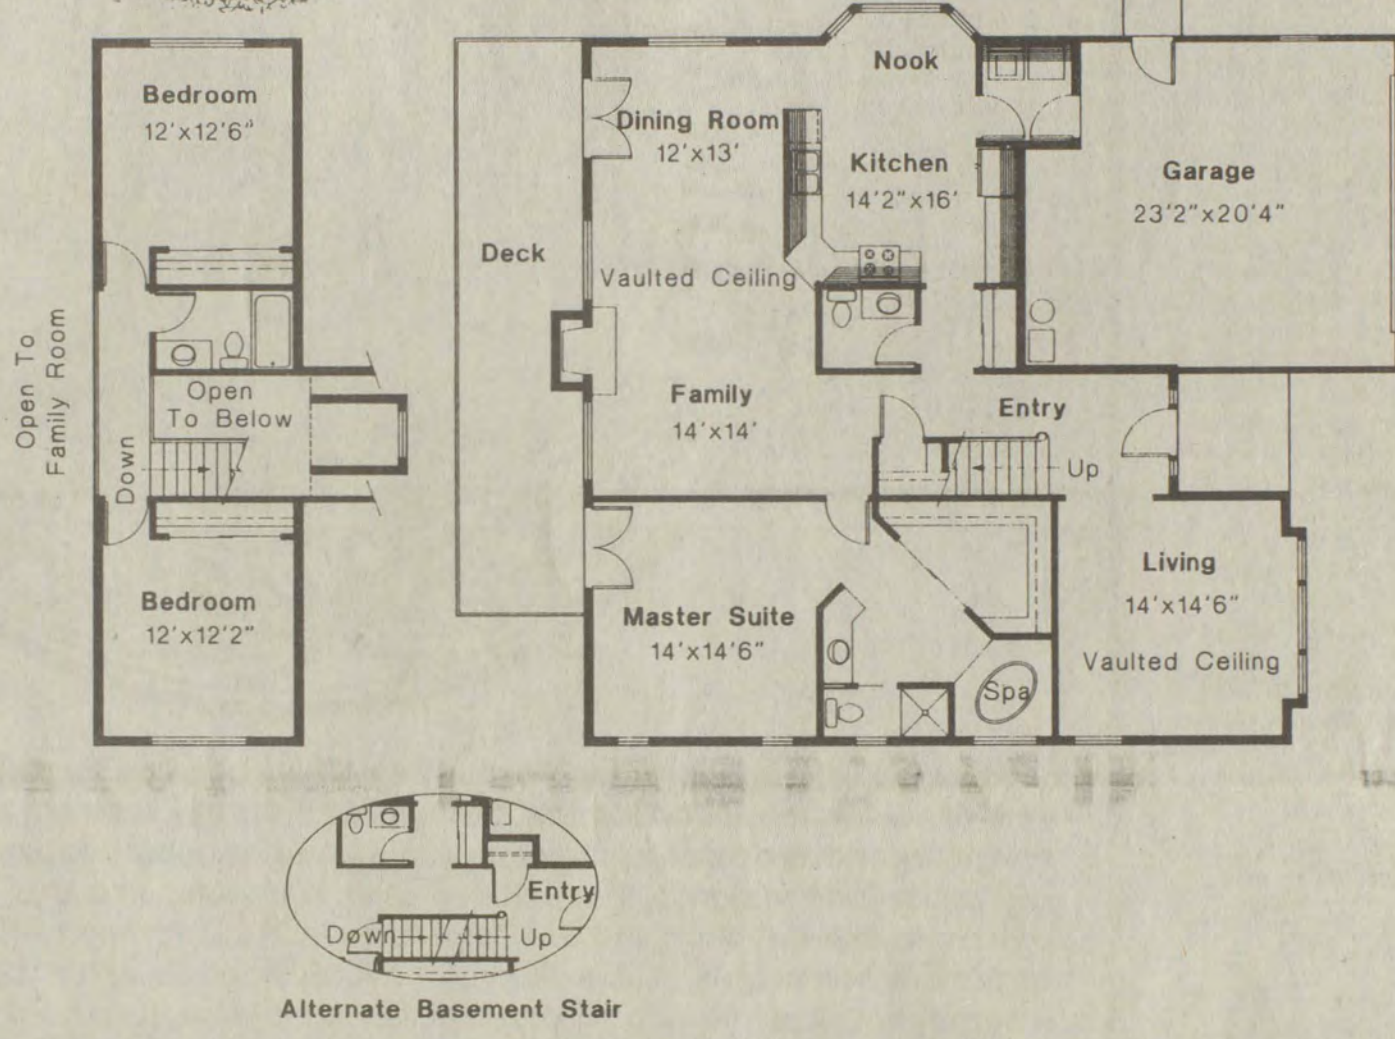 Bedroom
12'x12'6"
Open To
Family Room
Open
To Below
Down
Bedroom
12'x12'2"
Deck
Nook
Dining Room
12'x13'
Kitchen
14'2"x16'
Garage
23'2"x20'4"
Vaulted Ceiling
Family
14'x14'
Entry
Up
Master Suite
14'x14'6"
Spa
Living
14'x14'6"
Vaulted Ceiling
Entry
Down
Up
Alternate Basement Stair